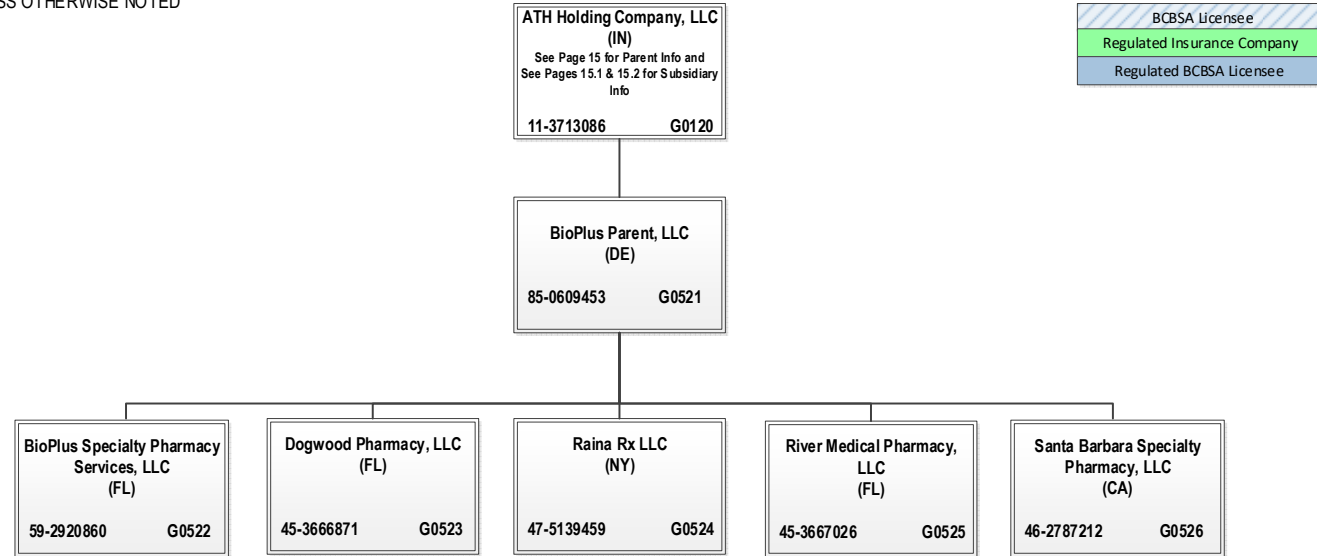 SS OTHERWISE NOTED
ATH Holding Company, LLC
(IN)
See Page 15 for Parent Info and
See Pages 15.1 & 15.2 for Subsidiary
Info
11-3713086 G0120
BCBSA Licensee
Regulated Insurance Company
Regulated BCBSA Licensee
BioPlus Parent, LLC
(DE)
85-0609453 G0521
BioPlus Specialty Pharmacy
Services, LLC
(FL)
59-2920860 G0522
Dogwood Pharmacy, LLC
(FL)
45-3666871 G0523
Raina Rx LLC
(NY)
47-5139459 G0524
River Medical Pharmacy,
LLC
(FL)
45-3667026 G0525
Santa Barbara Specialty
Pharmacy, LLC
(CA)
46-2787212 G0526